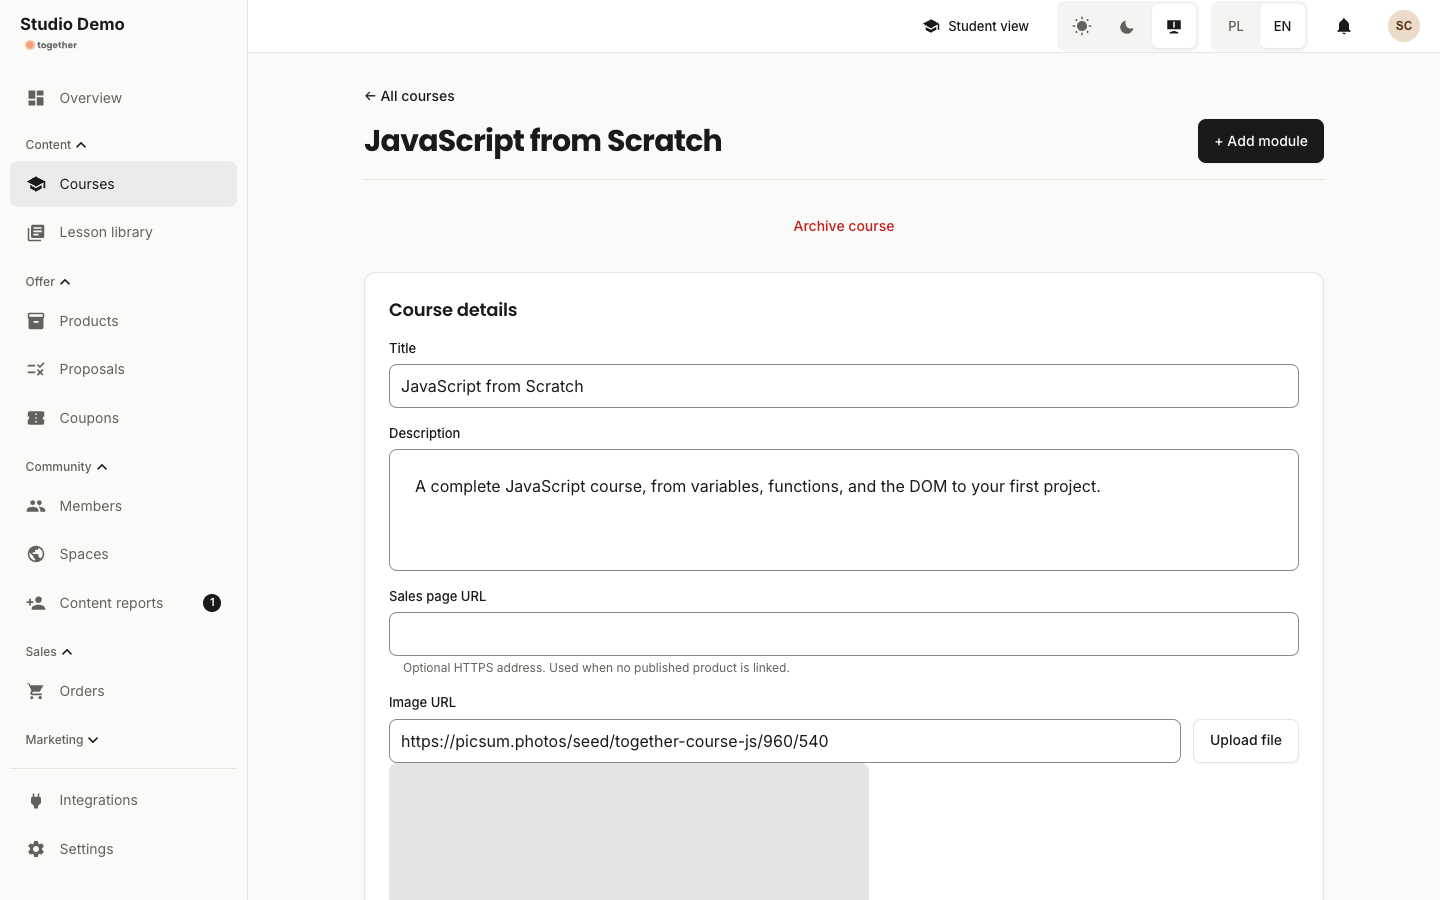 Studio Demo
together
Student view
PL
EN
SC
Overview
Content
Courses
Lesson library
Offer
Products
Proposals
Coupons
Community
Members
Spaces
Content reports
1
Sales
Orders
Marketing
Integrations
Settings
← All courses
JavaScript from Scratch
+ Add module
Archive course
Course details
Title
JavaScript from Scratch
Description
A complete JavaScript course, from variables, functions, and the DOM to your first project.
Sales page URL
Optional HTTPS address. Used when no published product is linked.
Image URL
https://picsum.photos/seed/together-course-js/960/540
Upload file